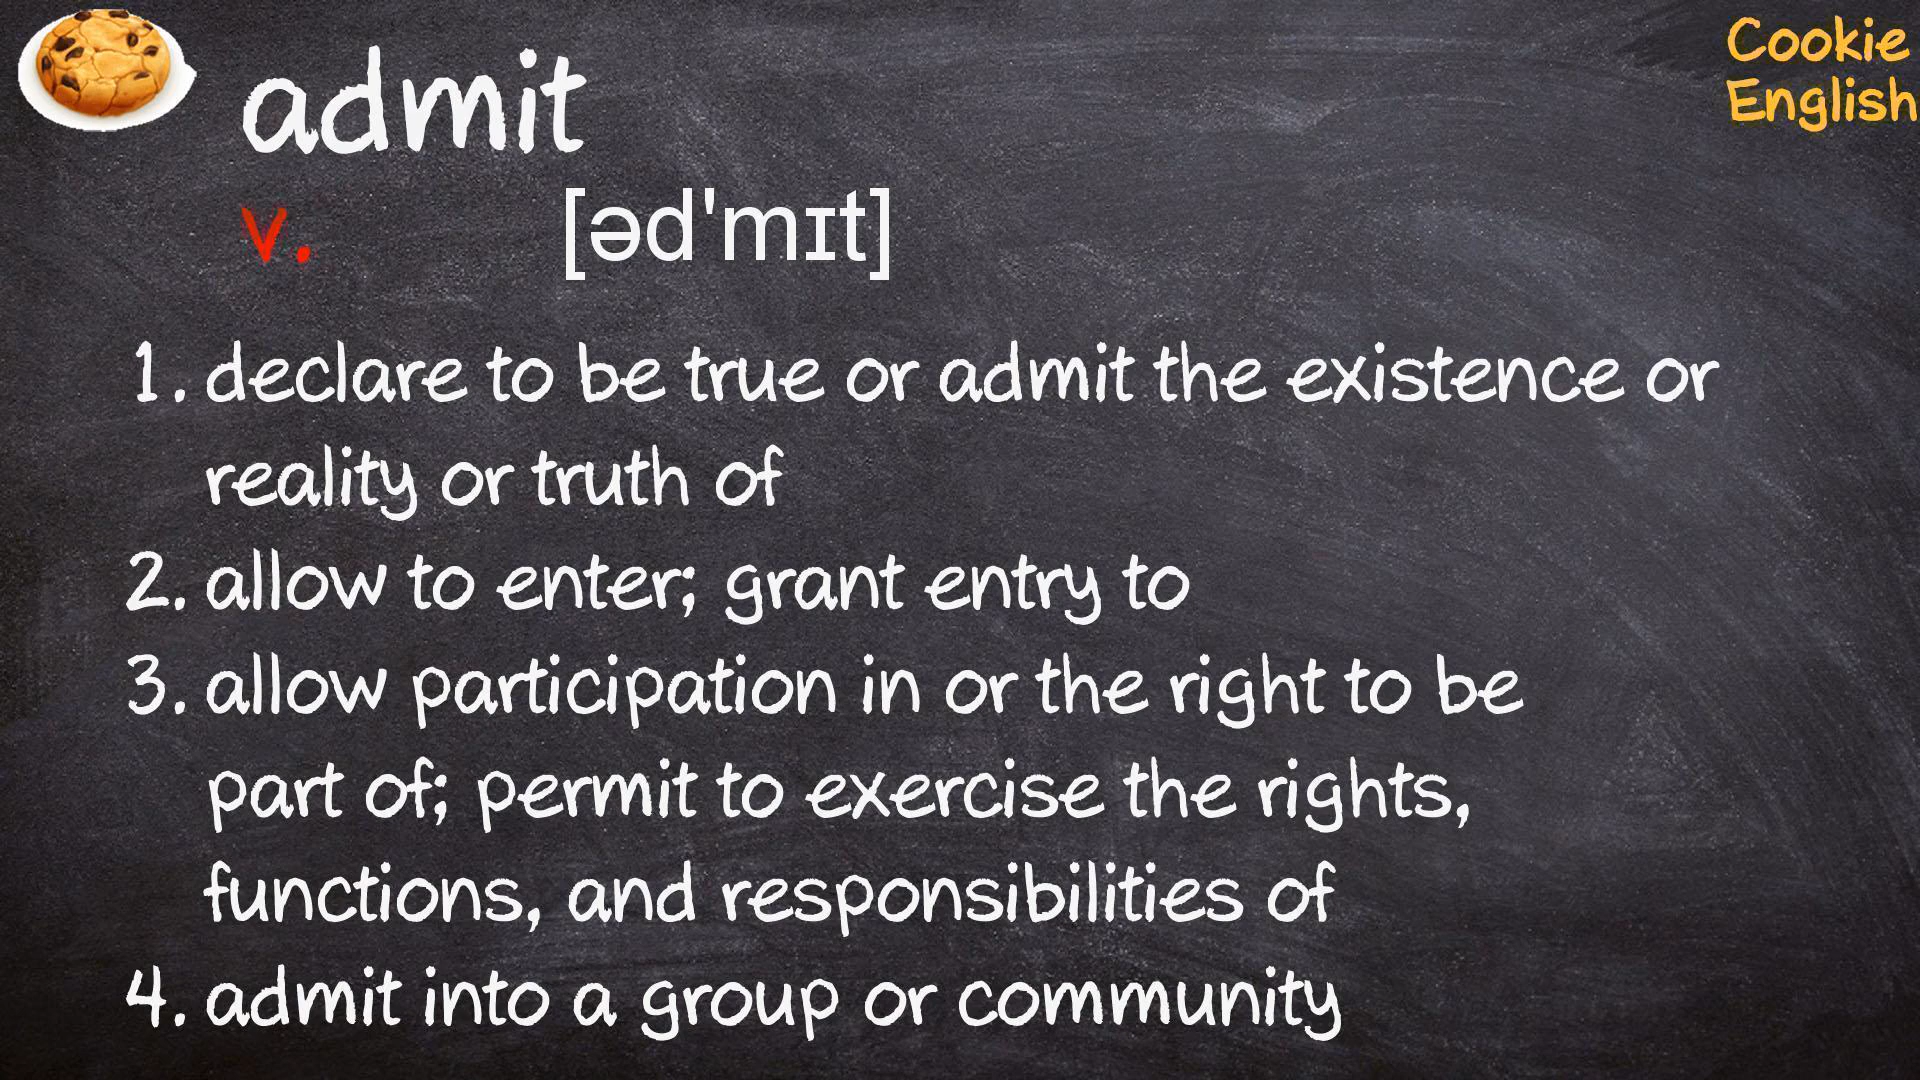 admit
Cookie
English
v. [əd'mɪt]
1. declare to be true or admit the existence or
reality or truth of
2. allow to enter; grant entry to
3. allow participation in or the right to be
part of; permit to exercise the rights,
functions, and responsibilities of
4. admit into a group or community